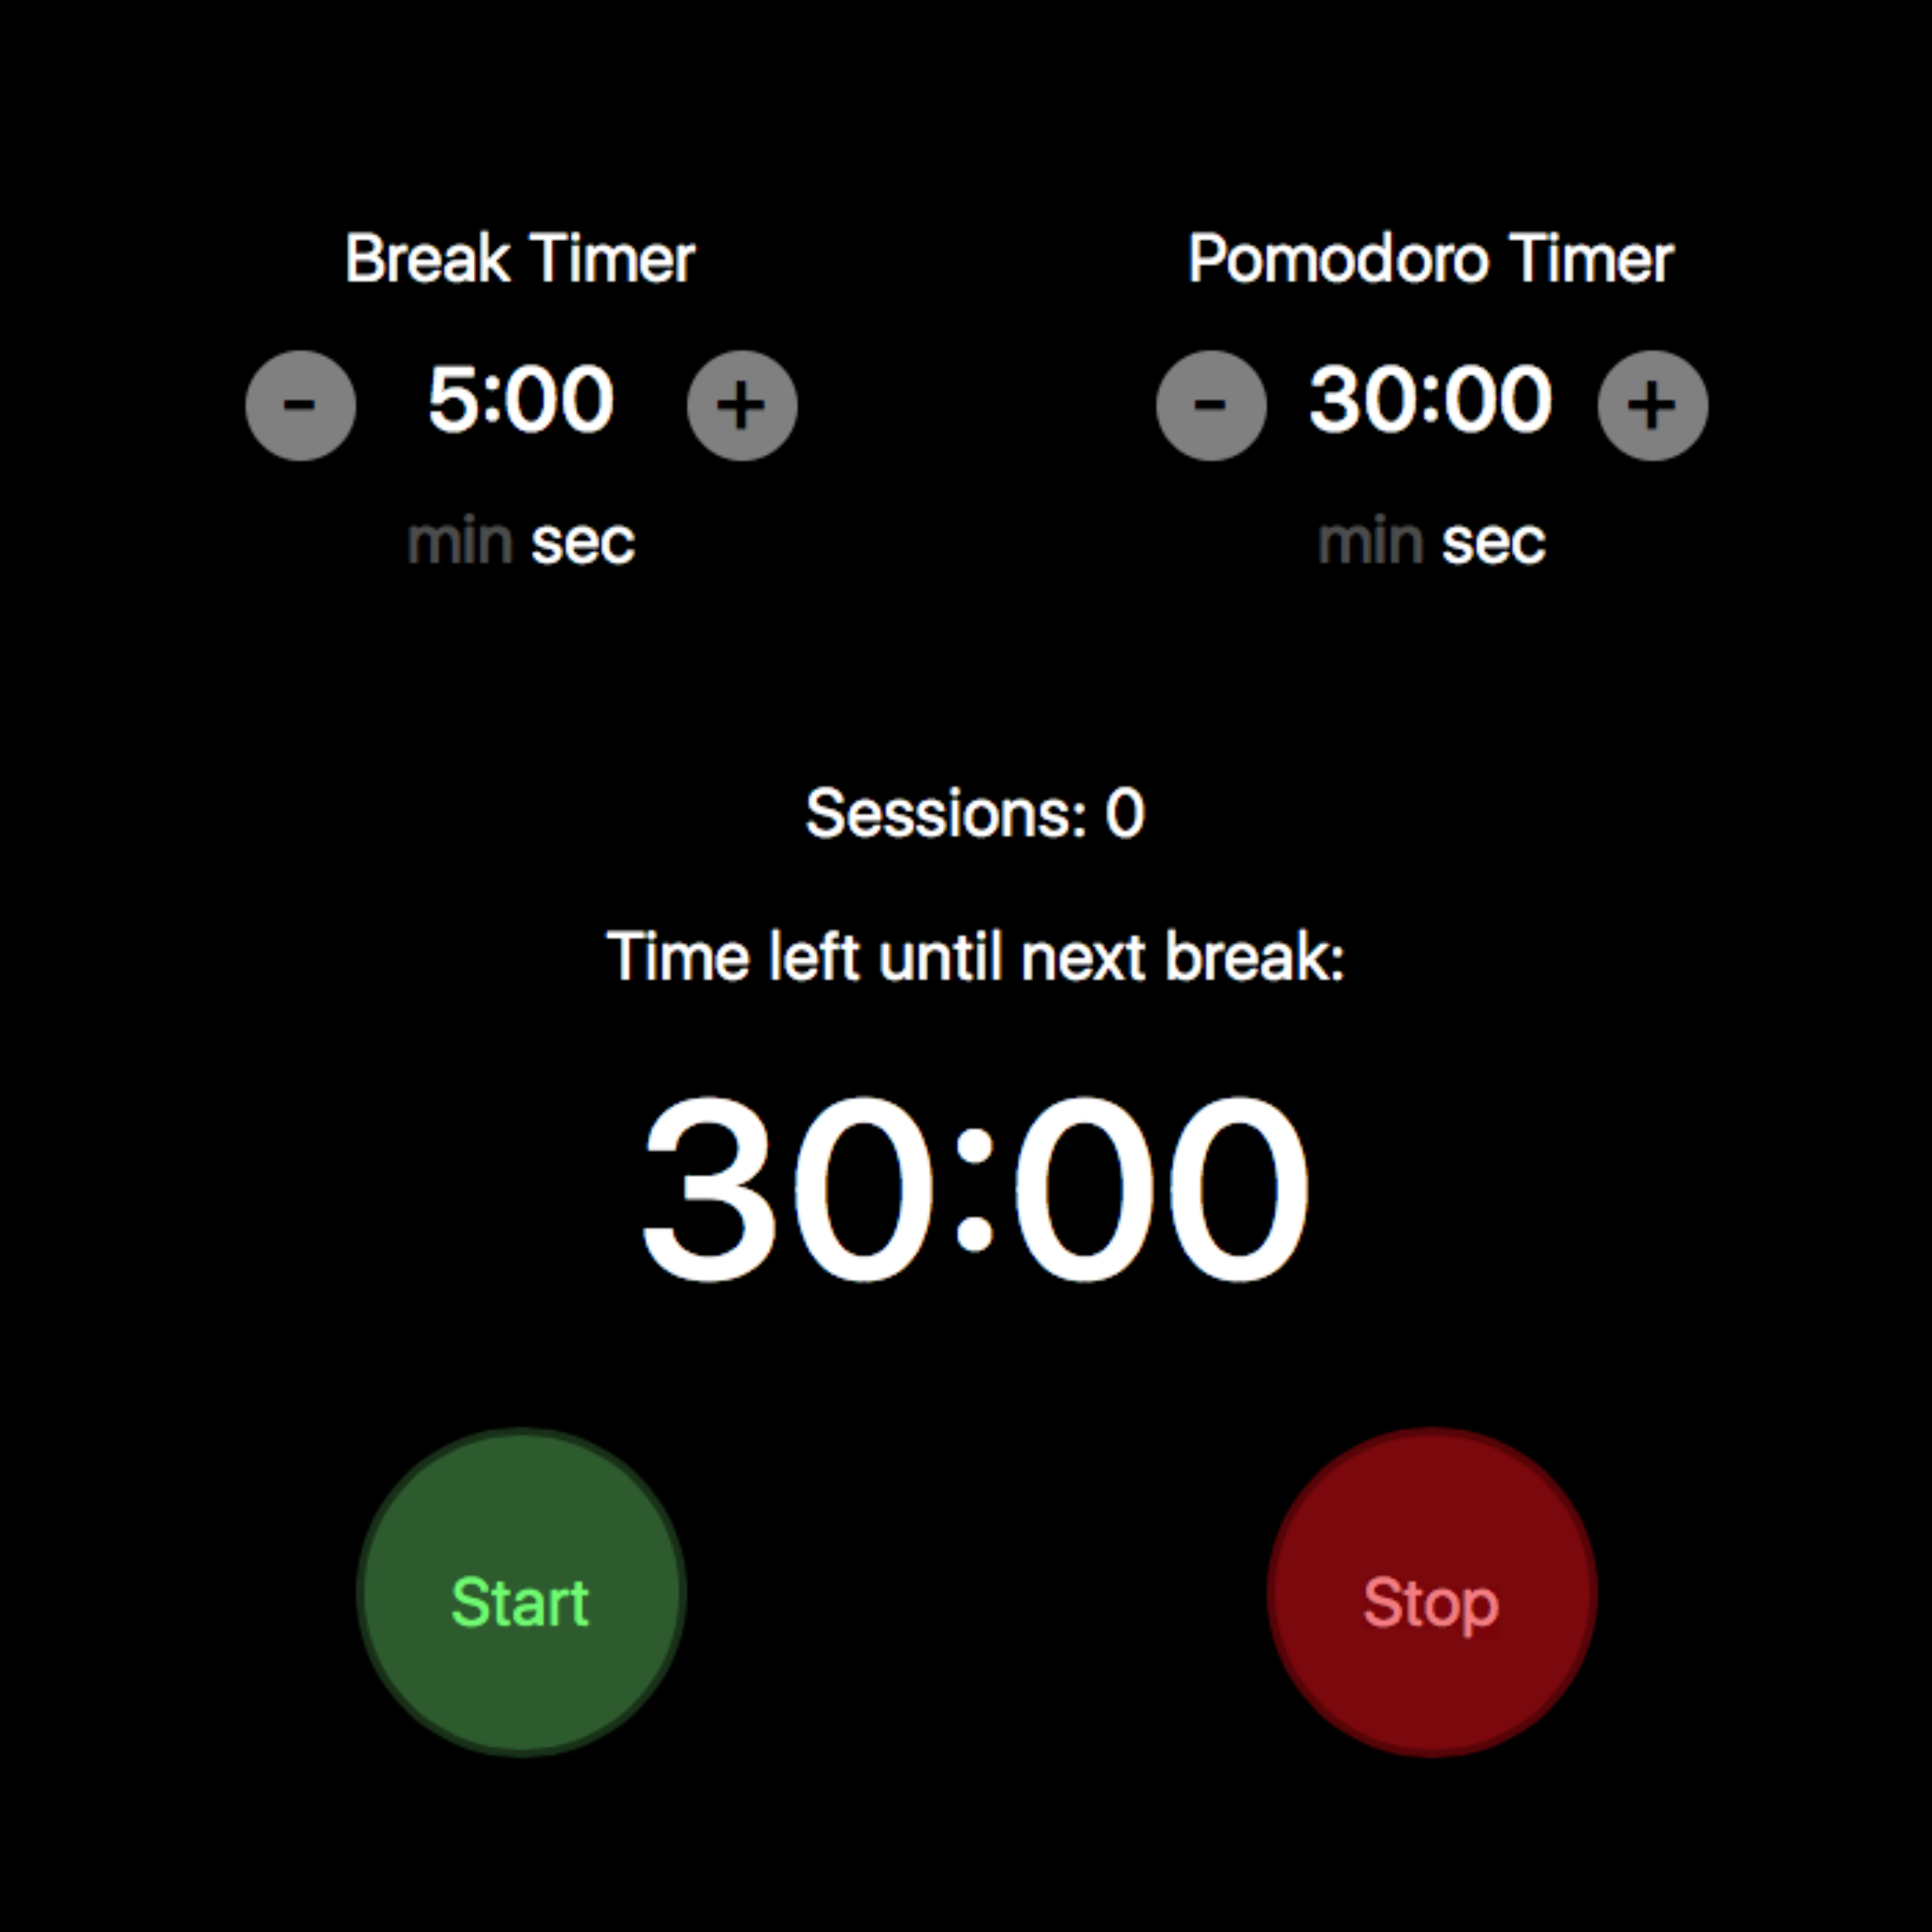 Break Timer
- 5:00 +
min sec
Pomodoro Timer
- 30:00 +
min sec
Sessions: 0
Time left until next break:
30:00
Start
Stop